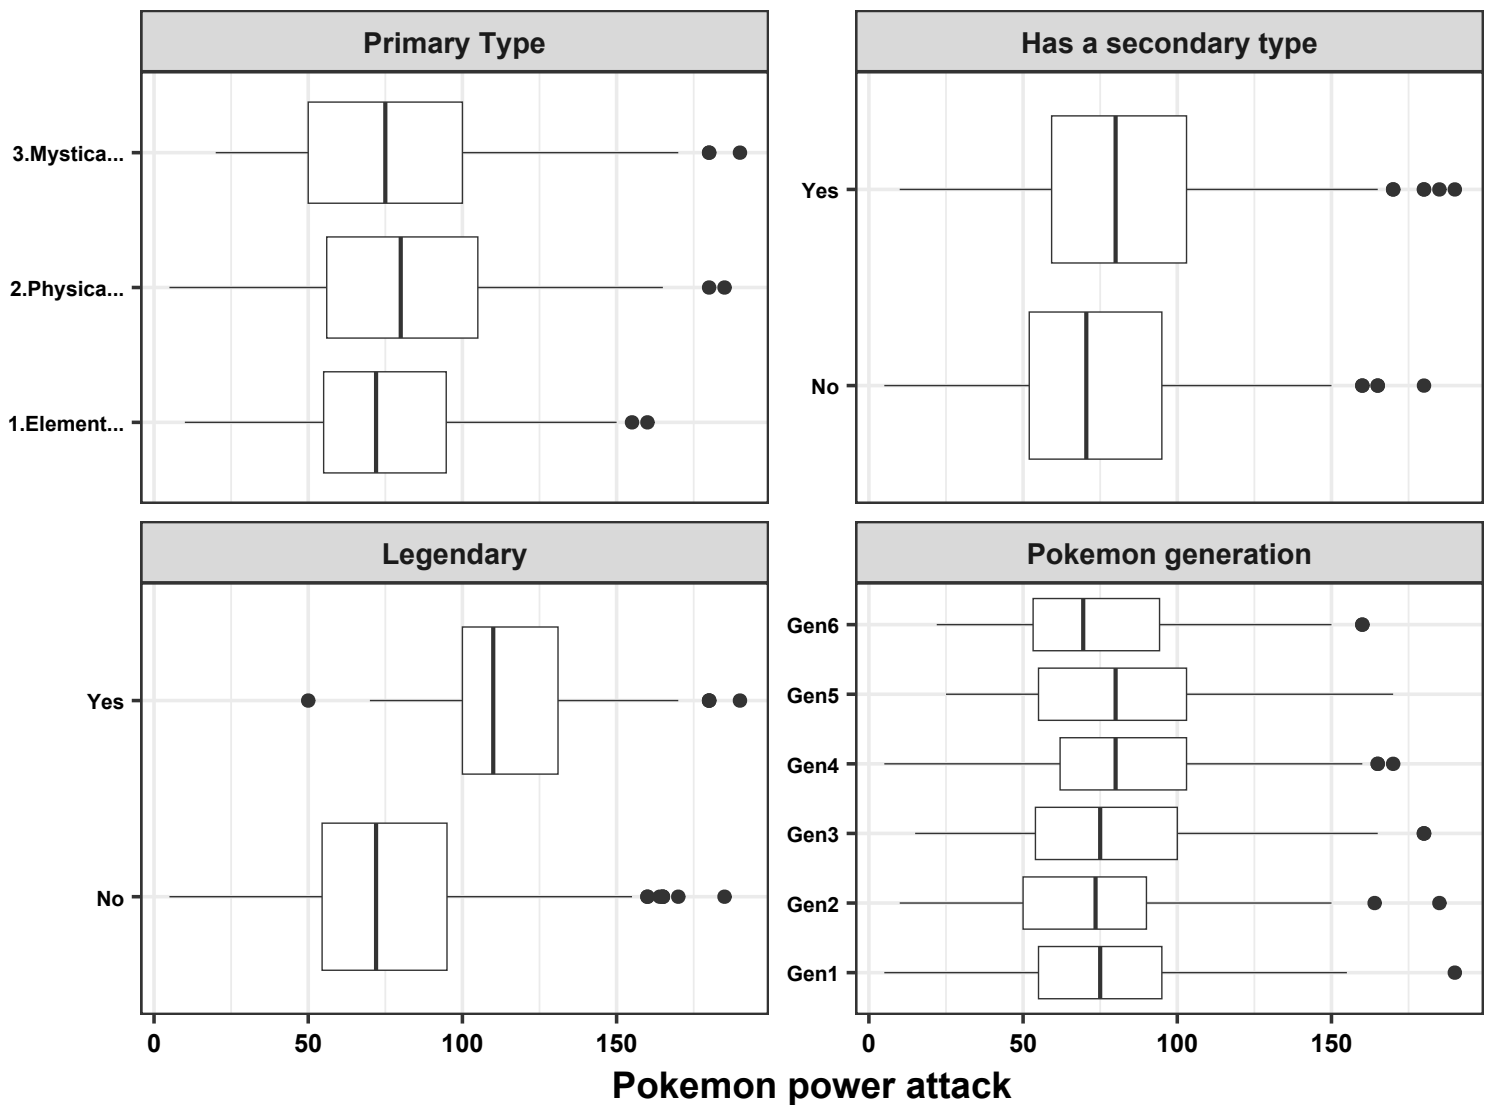 Primary Type
3.Mystica...
2.Physica...
1.Element...
Has a secondary type
Yes
No
Legendary
Yes
No
0 50 100 150
Pokemon generation
Gen6
Gen5
Gen4
Gen3
Gen2
Gen1
0 50 100 150
Pokemon power attack